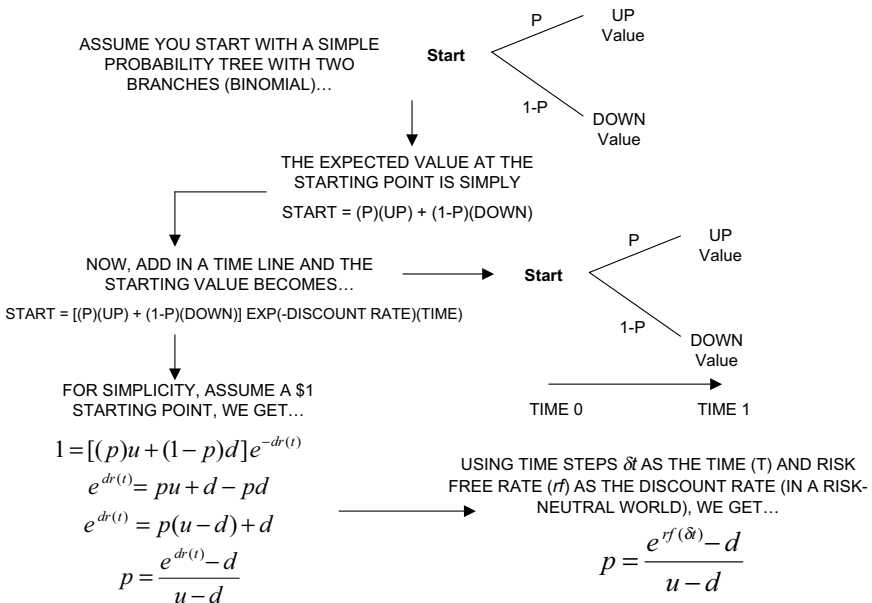 ASSUME YOU START WITH A SIMPLE
PROBABILITY TREE WITH TWO
BRANCHES (BINOMIAL)…
Start
P
UP
Value
1-P
DOWN
Value
THE EXPECTED VALUE AT THE
STARTING POINT IS SIMPLY
START = (P)(UP) + (1-P)(DOWN)
NOW, ADD IN A TIME LINE AND THE
STARTING VALUE BECOMES…
START = [(P)(UP) + (1-P)(DOWN)] EXP(-DISCOUNT RATE)(TIME)
Start
P
UP
Value
1-P
DOWN
Value
TIME 0 TIME 1
FOR SIMPLICITY, ASSUME A $1
STARTING POINT, WE GET…
1 = [(p)u + (1 − p)d]e^{−dr(t)}
e^{dr(t)} = pu + d − pd
e^{dr(t)} = p(u − d) + d
p = \frac{e^{dr(t)} − d}{u − d}
USING TIME STEPS δt AS THE TIME (T) AND RISK
FREE RATE (rf) AS THE DISCOUNT RATE (IN A RISK-
NEUTRAL WORLD), WE GET…
p = \frac{e^{rf(δt)} − d}{u − d}